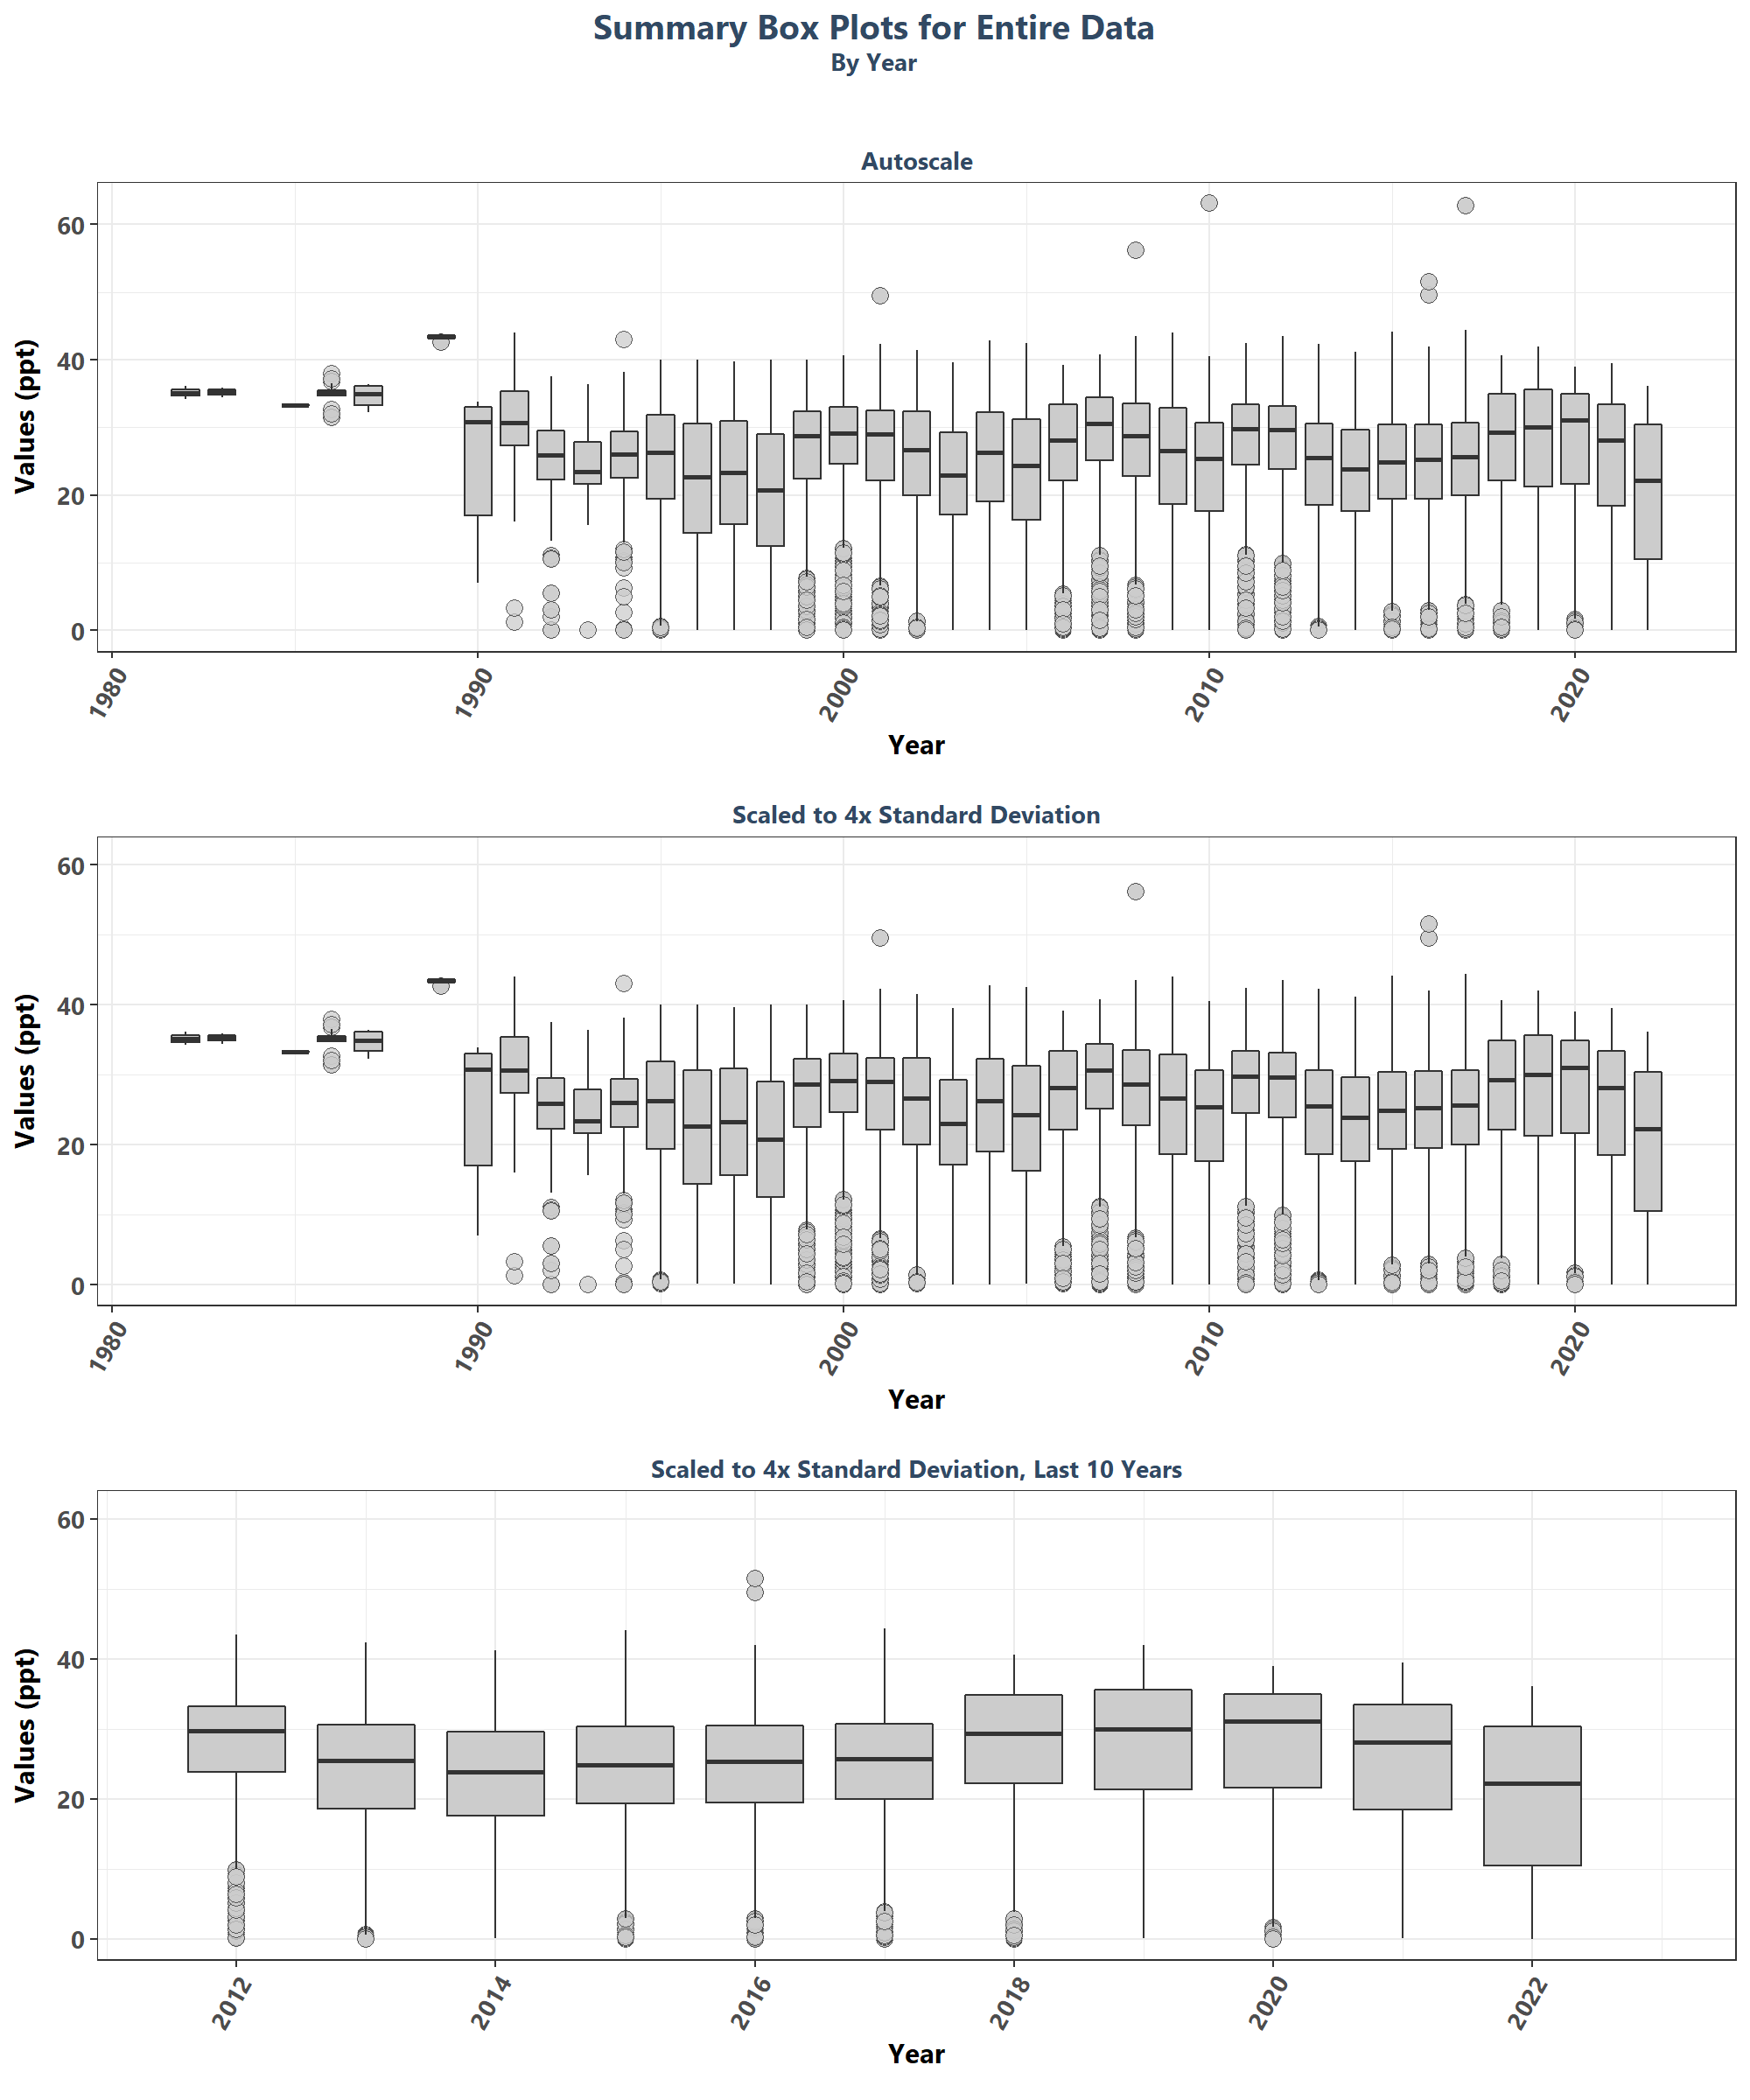 Summary Box Plots for Entire Data
By Year
Autoscale
Values (ppt)
60
40
20
0
1980
1990
2000
2010
2020
Year
Scaled to 4x Standard Deviation
Values (ppt)
60
40
20
0
1980
1990
2000
2010
2020
Year
Scaled to 4x Standard Deviation, Last 10 Years
Values (ppt)
60
40
20
0
2012
2014
2016
2018
2020
2022
Year